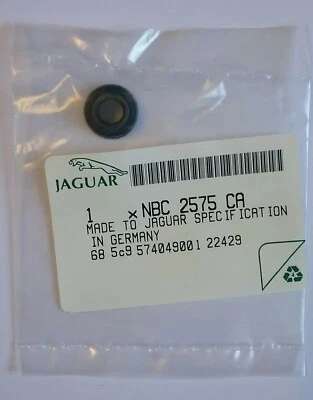 JAGUAR
1 x NBC 2575 CA
MADE TO JAGUAR SPECIFICATION
IN GERMANY
68 5c9 574049001 22429